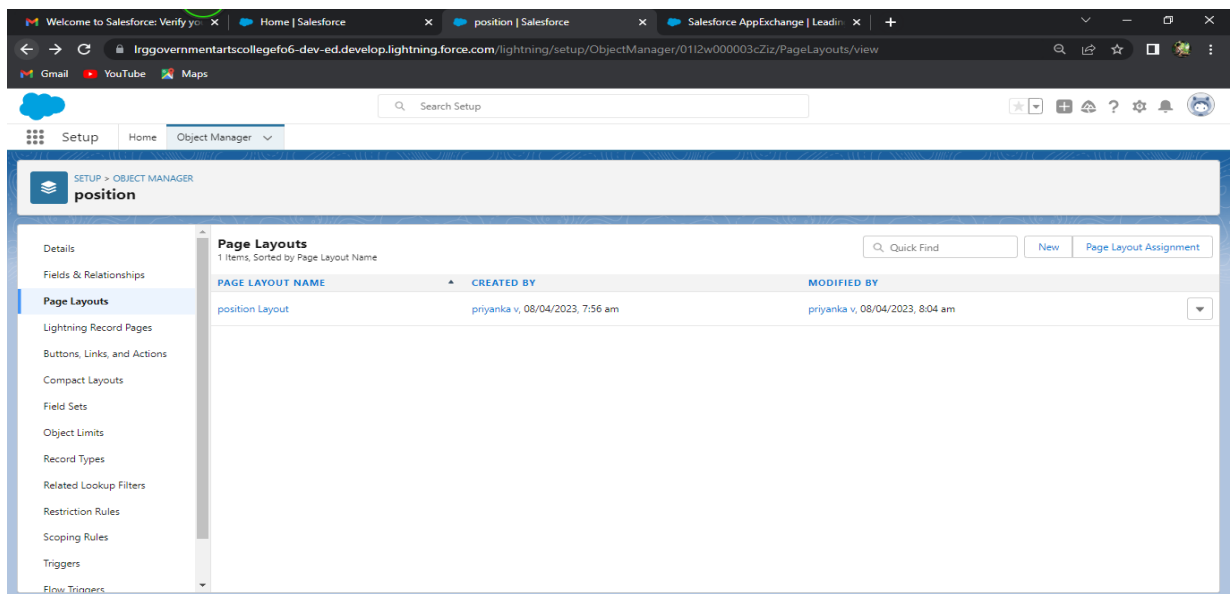 Welcome to Salesforce: Verify yo
Home | Salesforce
position | Salesforce
Salesforce AppExchange | Leadin
lrggovernmentartscollegefo6-dev-ed.develop.lightning.force.com/lightning/setup/ObjectManager/01I2w000003cZiz/PageLayouts/view
Gmail YouTube Maps
Search Setup
Setup Home Object Manager
SETUP > OBJECT MANAGER
position
Details
Fields & Relationships
Page Layouts
Lightning Record Pages
Buttons, Links, and Actions
Compact Layouts
Field Sets
Object Limits
Record Types
Related Lookup Filters
Restriction Rules
Scoping Rules
Triggers
Flow Triggers
Page Layouts
1 Items, Sorted by Page Layout Name
Quick Find
New
Page Layout Assignment
PAGE LAYOUT NAME CREATED BY MODIFIED BY
position Layout priyanka v, 08/04/2023, 7:56 am priyanka v, 08/04/2023, 8:04 am